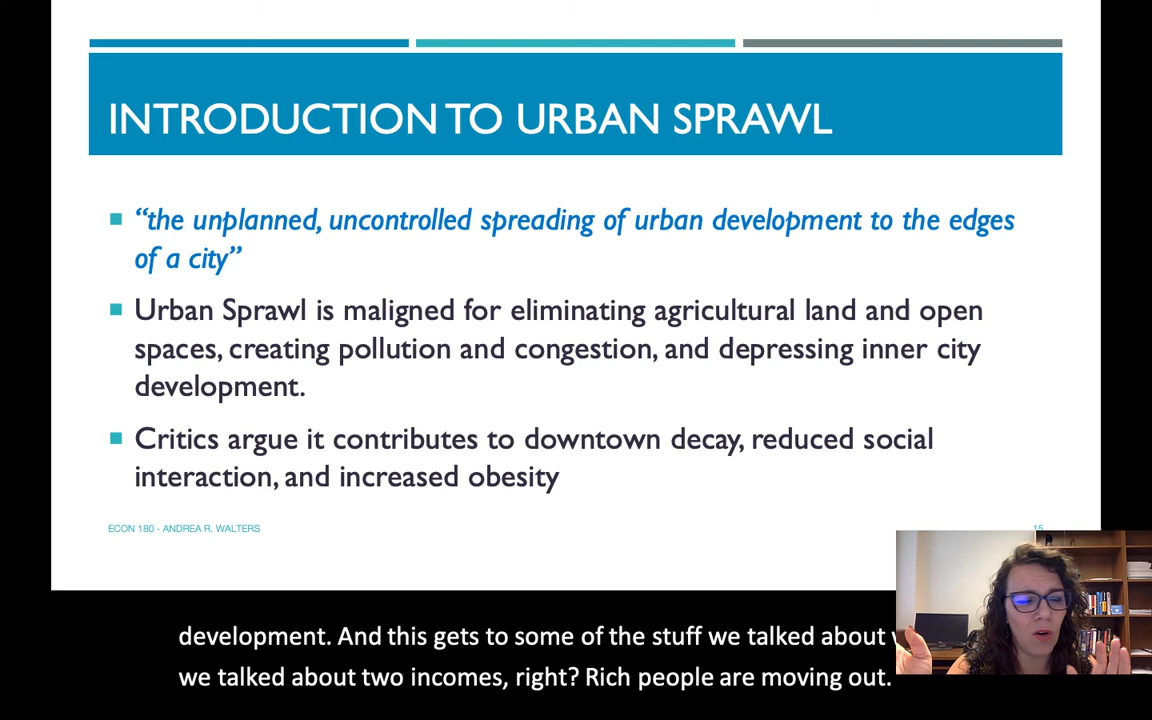 INTRODUCTION TO URBAN SPRAWL
“the unplanned, uncontrolled spreading of urban development to the edges
of a city”
Urban Sprawl is maligned for eliminating agricultural land and open
spaces, creating pollution and congestion, and depressing inner city
development.
Critics argue it contributes to downtown decay, reduced social
interaction, and increased obesity
ECON 180 - ANDREA R. WALTERS
15
development. And this gets to some of the stuff we talked about
we talked about two incomes, right? Rich people are moving out.